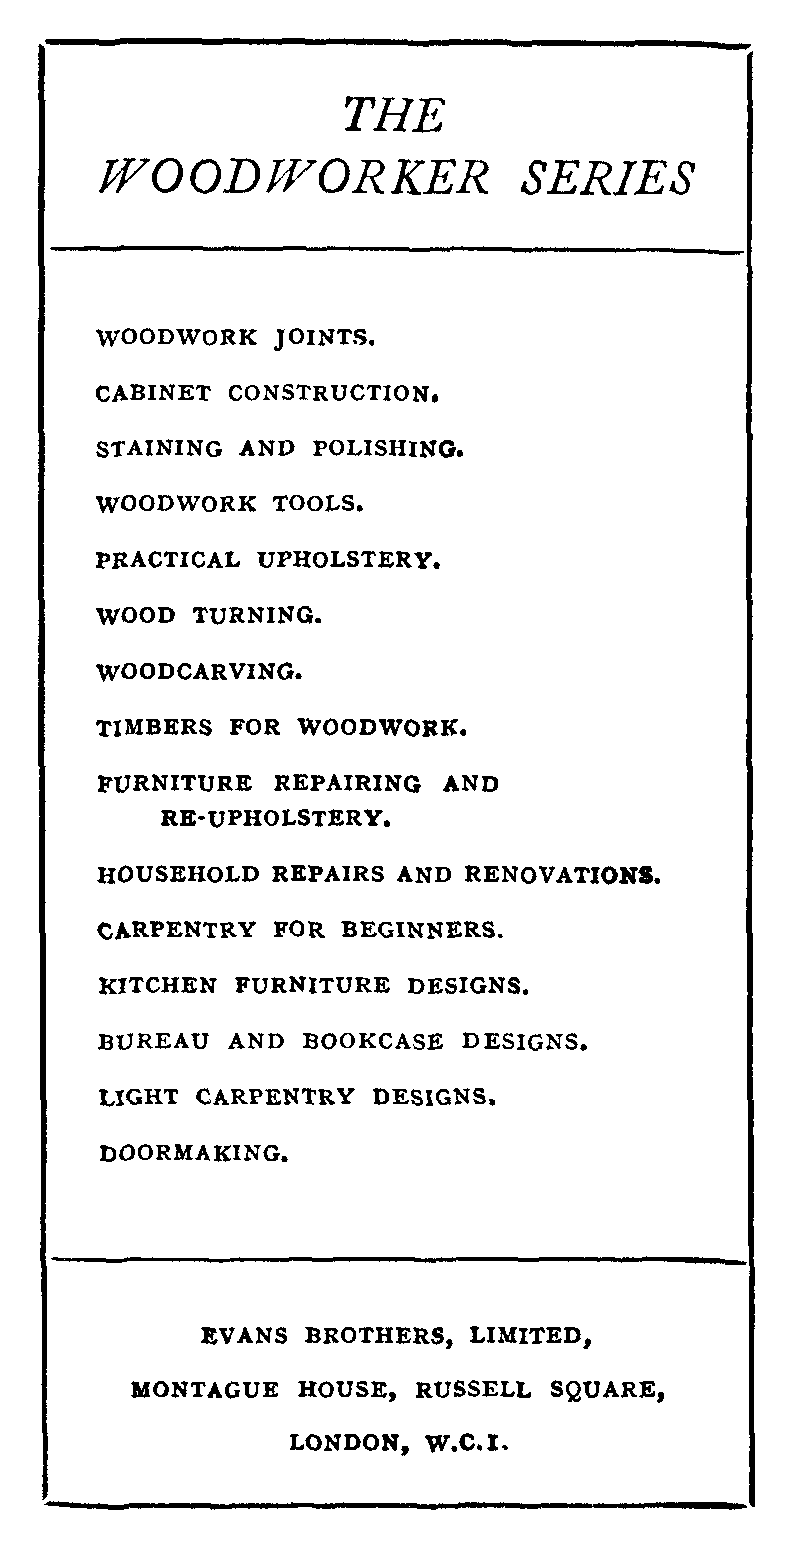 THE
WOODWORKER SERIES
WOODWORK JOINTS.
CABINET CONSTRUCTION.
STAINING AND POLISHING.
WOODWORK TOOLS.
PRACTICAL UPHOLSTERY.
WOOD TURNING.
WOODCARVING.
TIMBERS FOR WOODWORK.
FURNITURE REPAIRING AND
RE-UPHOLSTERY.
HOUSEHOLD REPAIRS AND RENOVATIONS.
CARPENTRY FOR BEGINNERS.
KITCHEN FURNITURE DESIGNS.
BUREAU AND BOOKCASE DESIGNS.
LIGHT CARPENTRY DESIGNS.
DOORMAKING.
EVANS BROTHERS, LIMITED,
MONTAGUE HOUSE, RUSSELL SQUARE,
LONDON, W.C.1.